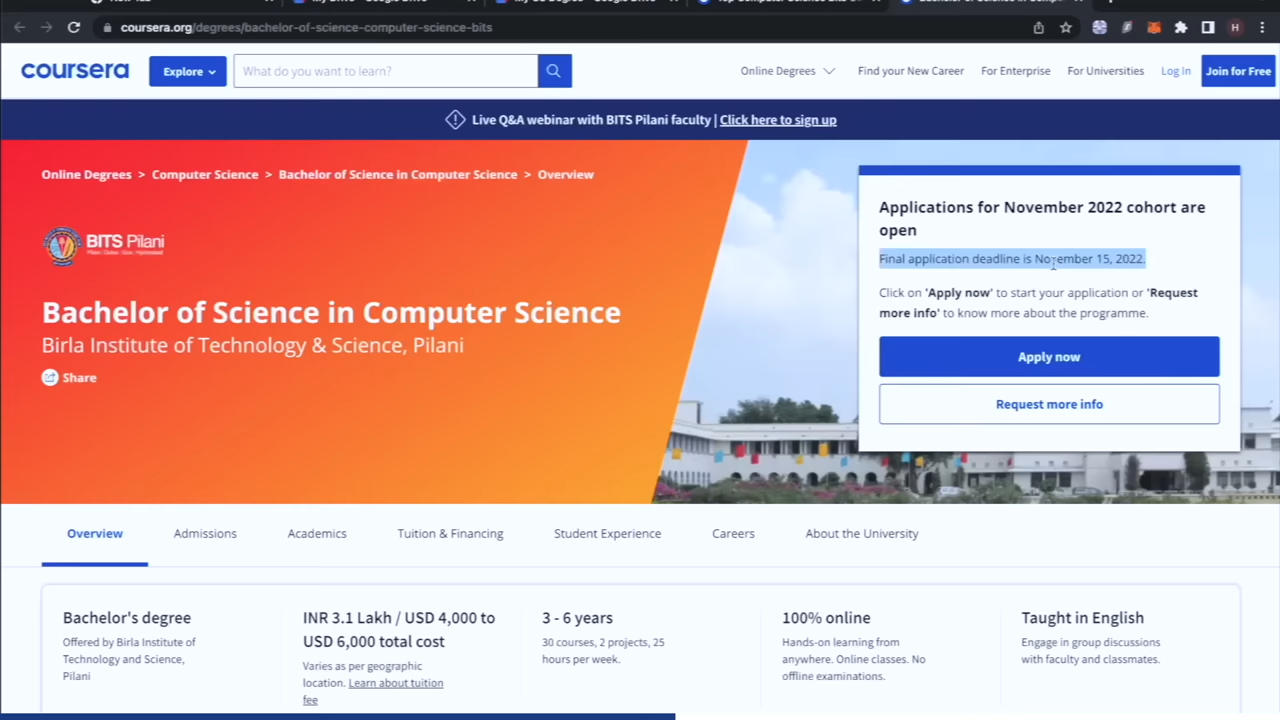 coursera.org/degrees/bachelor-of-science-computer-science-bits
H
coursera
Explore
What do you want to learn?
Online Degrees
Find your New Career
For Enterprise
For Universities
Log In
Join for Free
Live Q&A webinar with BITS Pilani faculty | Click here to sign up
Online Degrees > Computer Science > Bachelor of Science in Computer Science > Overview
BITS Pilani
Bachelor of Science in Computer Science
Birla Institute of Technology & Science, Pilani
Share
Applications for November 2022 cohort are
open
Final application deadline is November 15, 2022.
Click on 'Apply now' to start your application or 'Request
more info' to know more about the programme.
Apply now
Request more info
Overview
Admissions
Academics
Tuition & Financing
Student Experience
Careers
About the University
Bachelor's degree
Offered by Birla Institute of
Technology and Science,
Pilani
INR 3.1 Lakh / USD 4,000 to
USD 6,000 total cost
Varies as per geographic
location. Learn about tuition
fee
3 - 6 years
30 courses, 2 projects, 25
hours per week.
100% online
Hands-on learning from
anywhere. Online classes. No
offline examinations.
Taught in English
Engage in group discussions
with faculty and classmates.